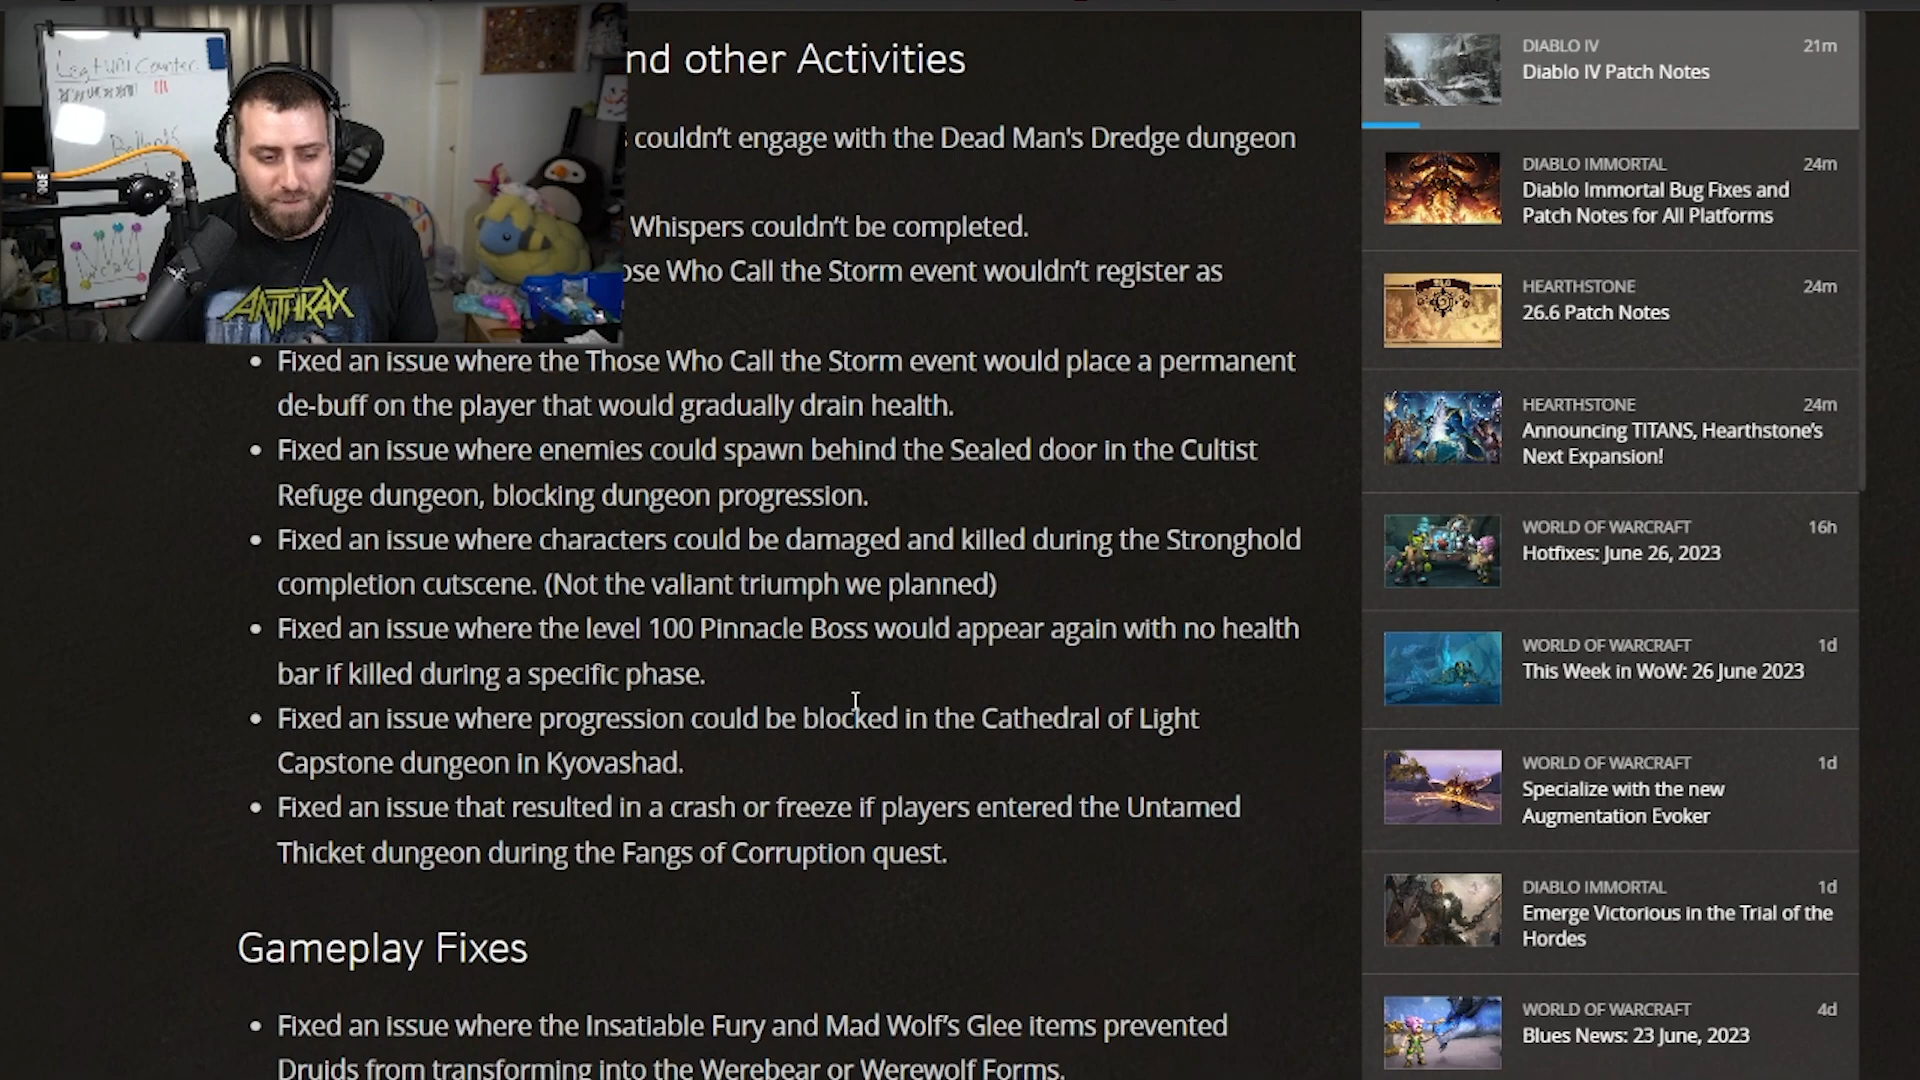 nd other Activities
couldn't engage with the Dead Man's Dredge dungeon
Whispers couldn't be completed.
ose Who Call the Storm event wouldn't register as
• Fixed an issue where the Those Who Call the Storm event would place a permanent
de-buff on the player that would gradually drain health.
• Fixed an issue where enemies could spawn behind the Sealed door in the Cultist
Refuge dungeon, blocking dungeon progression.
• Fixed an issue where characters could be damaged and killed during the Stronghold
completion cutscene. (Not the valiant triumph we planned)
• Fixed an issue where the level 100 Pinnacle Boss would appear again with no health
bar if killed during a specific phase.
• Fixed an issue where progression could be blocked in the Cathedral of Light
Capstone dungeon in Kyovashad.
• Fixed an issue that resulted in a crash or freeze if players entered the Untamed
Thicket dungeon during the Fangs of Corruption quest.
Gameplay Fixes
• Fixed an issue where the Insatiable Fury and Mad Wolf's Glee items prevented
Druids from transforming into the Werebear or Werewolf Forms.
DIABLO IV 21m
Diablo IV Patch Notes
DIABLO IMMORTAL 24m
Diablo Immortal Bug Fixes and
Patch Notes for All Platforms
HEARTHSTONE 24m
26.6 Patch Notes
HEARTHSTONE 24m
Announcing TITANS, Hearthstone's
Next Expansion!
WORLD OF WARCRAFT 16h
Hotfixes: June 26, 2023
WORLD OF WARCRAFT 1d
This Week in WoW: 26 June 2023
WORLD OF WARCRAFT 1d
Specialize with the new
Augmentation Evoker
DIABLO IMMORTAL 1d
Emerge Victorious in the Trial of the
Hordes
WORLD OF WARCRAFT 4d
Blues News: 23 June, 2023
Counter
RODE
ANTHRAX